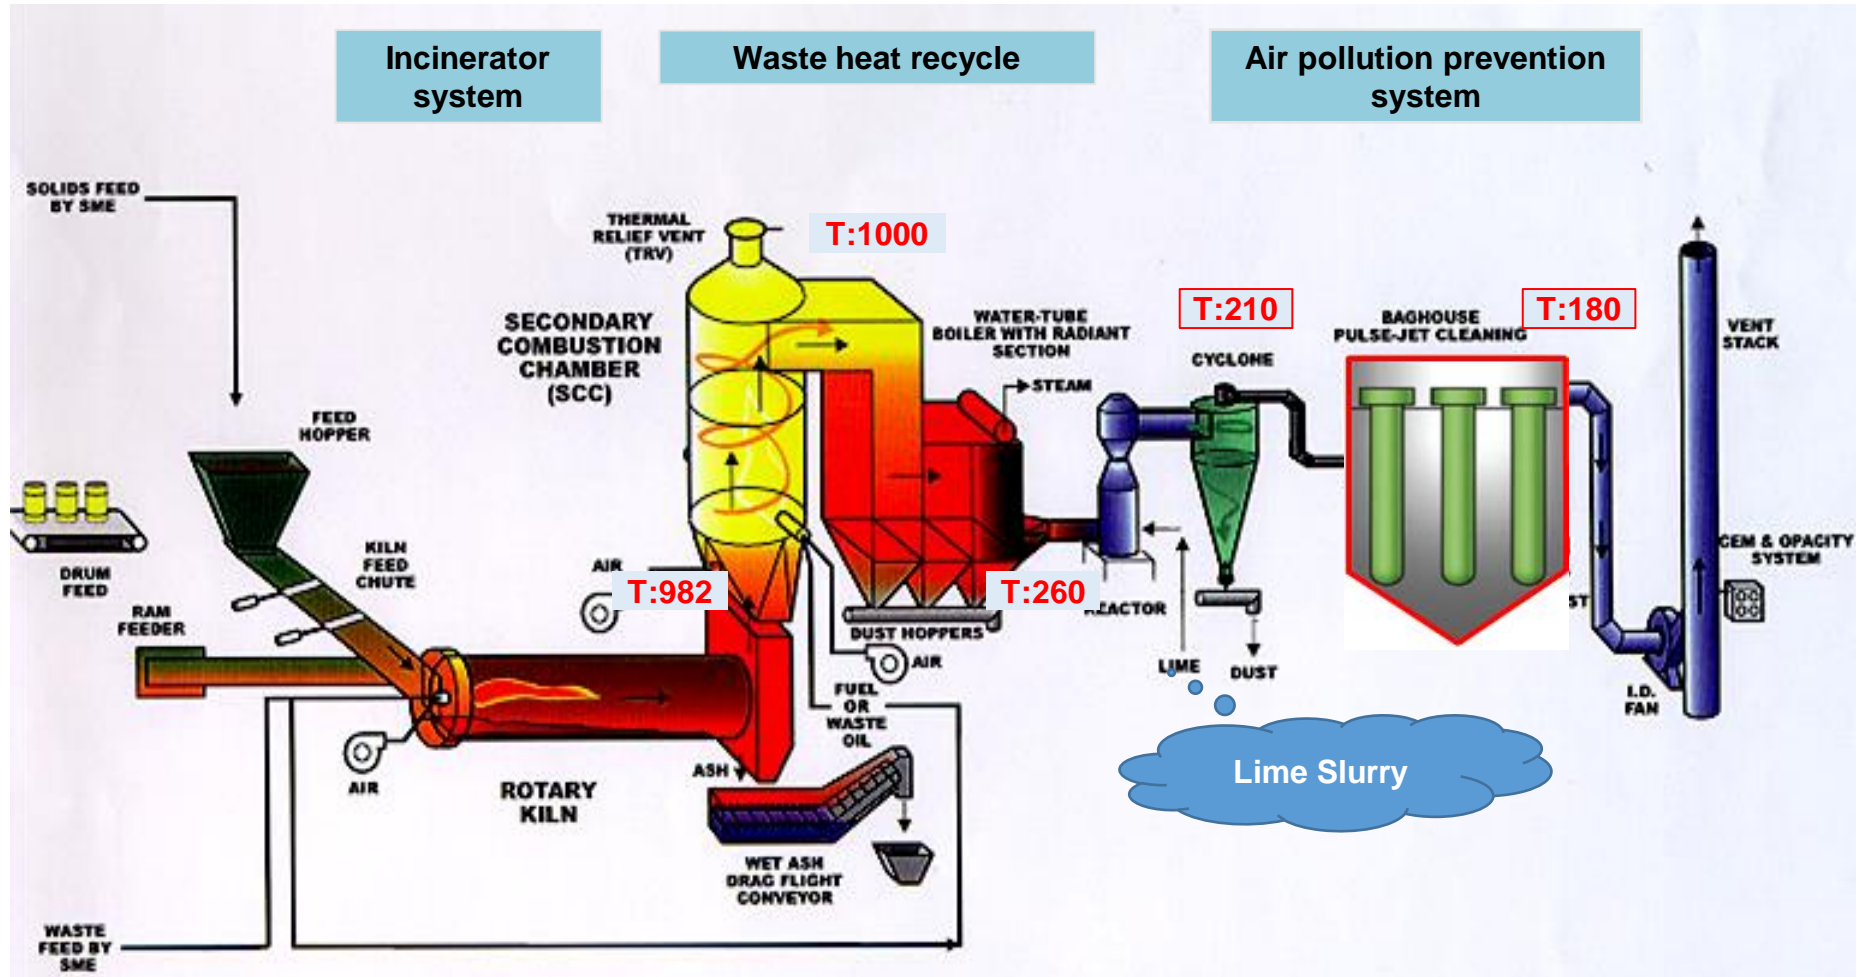 Incinerator
system
Waste heat recycle
Air pollution prevention
system
SOLIDS FEED
BY SME
THERMAL
RELIEF VENT
(TRV)
T:1000
SECONDARY
COMBUSTION
CHAMBER
(SCC)
WATER-TUBE
BOILER WITH RADIANT
SECTION
STEAM
T:210
CYCLONE
BAGHOUSE
PULSE-JET CLEANING
T:180
VENT
STACK
FEED
HOPPER
KILN
FEED
CHUTE
DRUM
FEED
RAM
FEEDER
AIR
T:982
T:260
REACTOR
DUST HOPPERS
AIR
LIME
DUST
ST
CEM & OPACITY
SYSTEM
I.D.
FAN
FUEL
OR
WASTE
OIL
Lime Slurry
AIR
ROTARY
KILN
ASH
WET ASH
DRAG FLIGHT
CONVEYOR
WASTE
FEED BY
SME